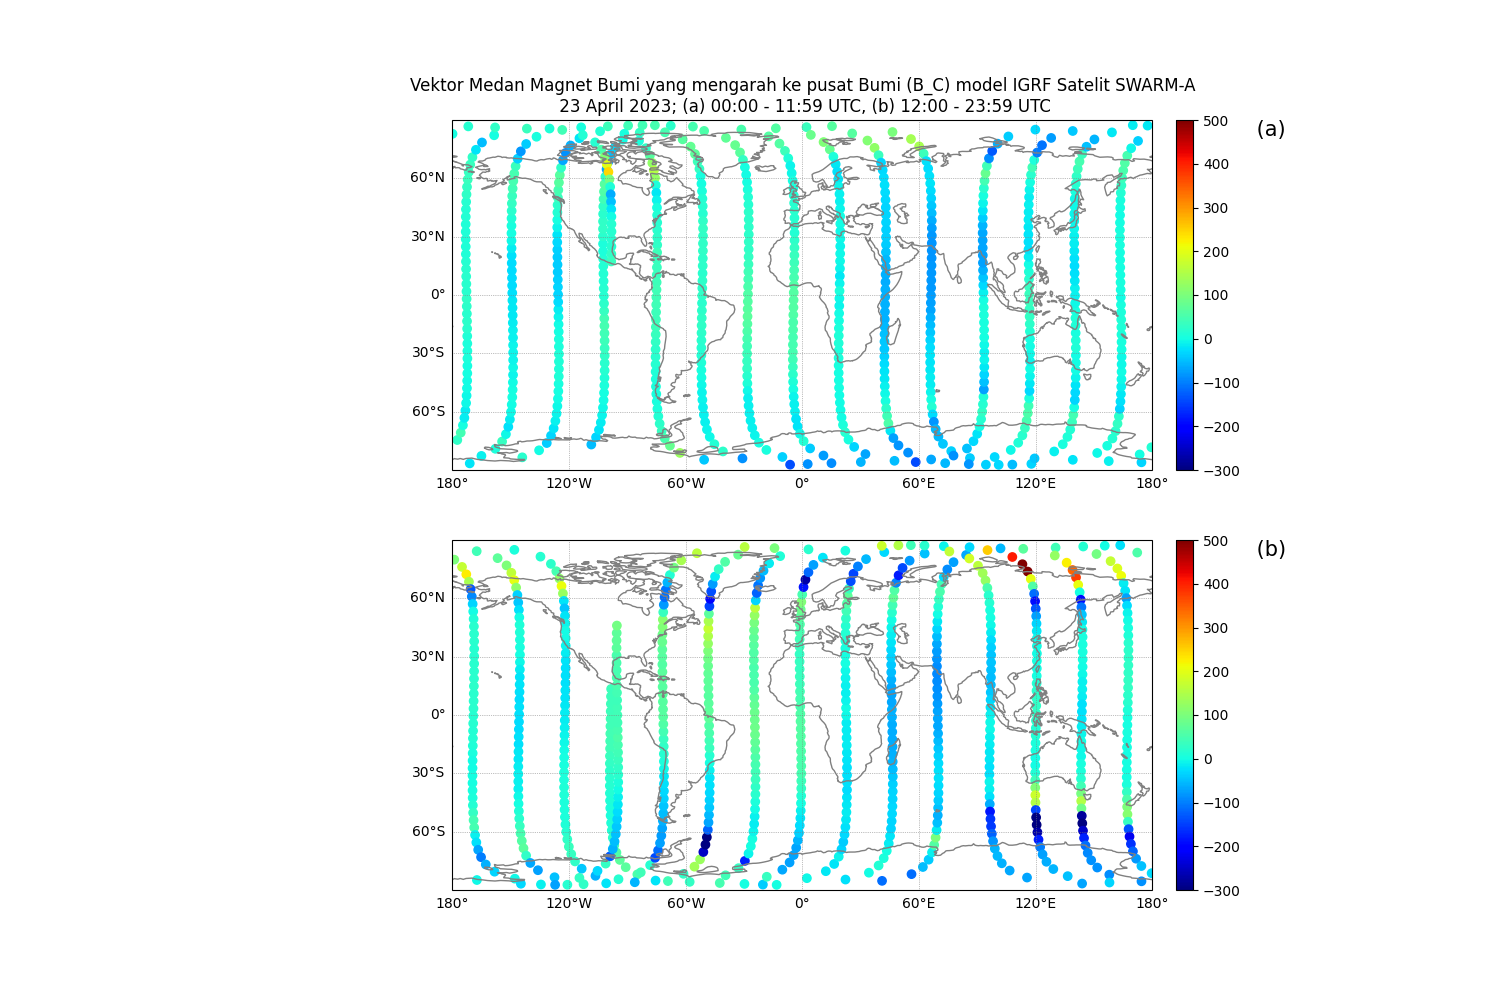 Vektor Medan Magnet Bumi yang mengarah ke pusat Bumi (B_C) model IGRF Satelit SWARM-A
23 April 2023; (a) 00:00 - 11:59 UTC, (b) 12:00 - 23:59 UTC
(a)
60°N
30°N
0°
30°S
60°S
180° 120°W 60°W 0° 60°E 120°E 180°
500
400
300
200
100
0
−100
−200
−300
(b)
60°N
30°N
0°
30°S
60°S
180° 120°W 60°W 0° 60°E 120°E 180°
500
400
300
200
100
0
−100
−200
−300